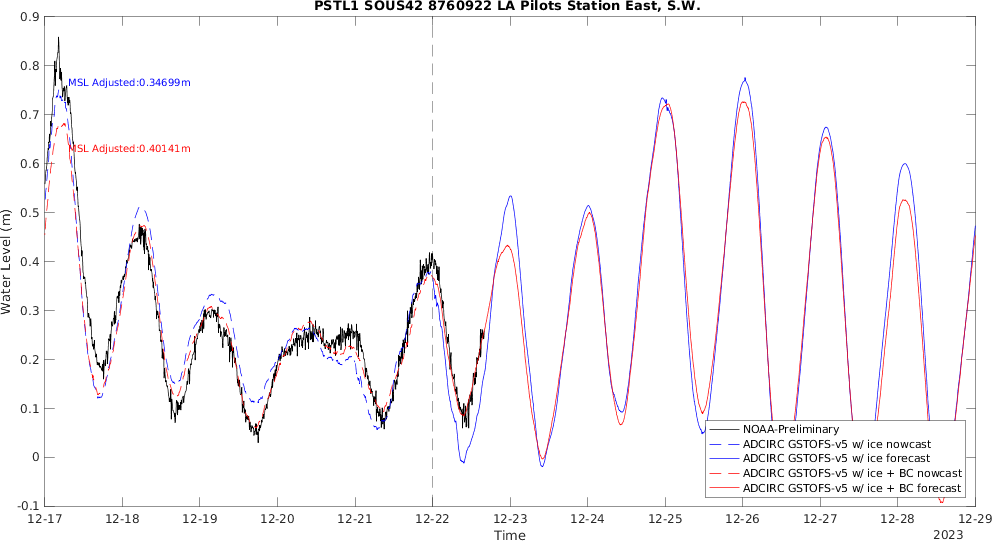 PSTL1 SOUS42 8760922 LA Pilots Station East, S.W.
0.9
0.8
0.7
0.6
0.5
0.4
0.3
0.2
0.1
0
-0.1
Water Level (m)
MSL Adjusted:0.34699m
MSL Adjusted:0.40141m
NOAA-Preliminary
ADCIRC GSTOFS-v5 w/ ice nowcast
ADCIRC GSTOFS-v5 w/ ice forecast
ADCIRC GSTOFS-v5 w/ ice + BC nowcast
ADCIRC GSTOFS-v5 w/ ice + BC forecast
12-17 12-18 12-19 12-20 12-21 12-22 12-23 12-24 12-25 12-26 12-27 12-28 12-29
Time
2023